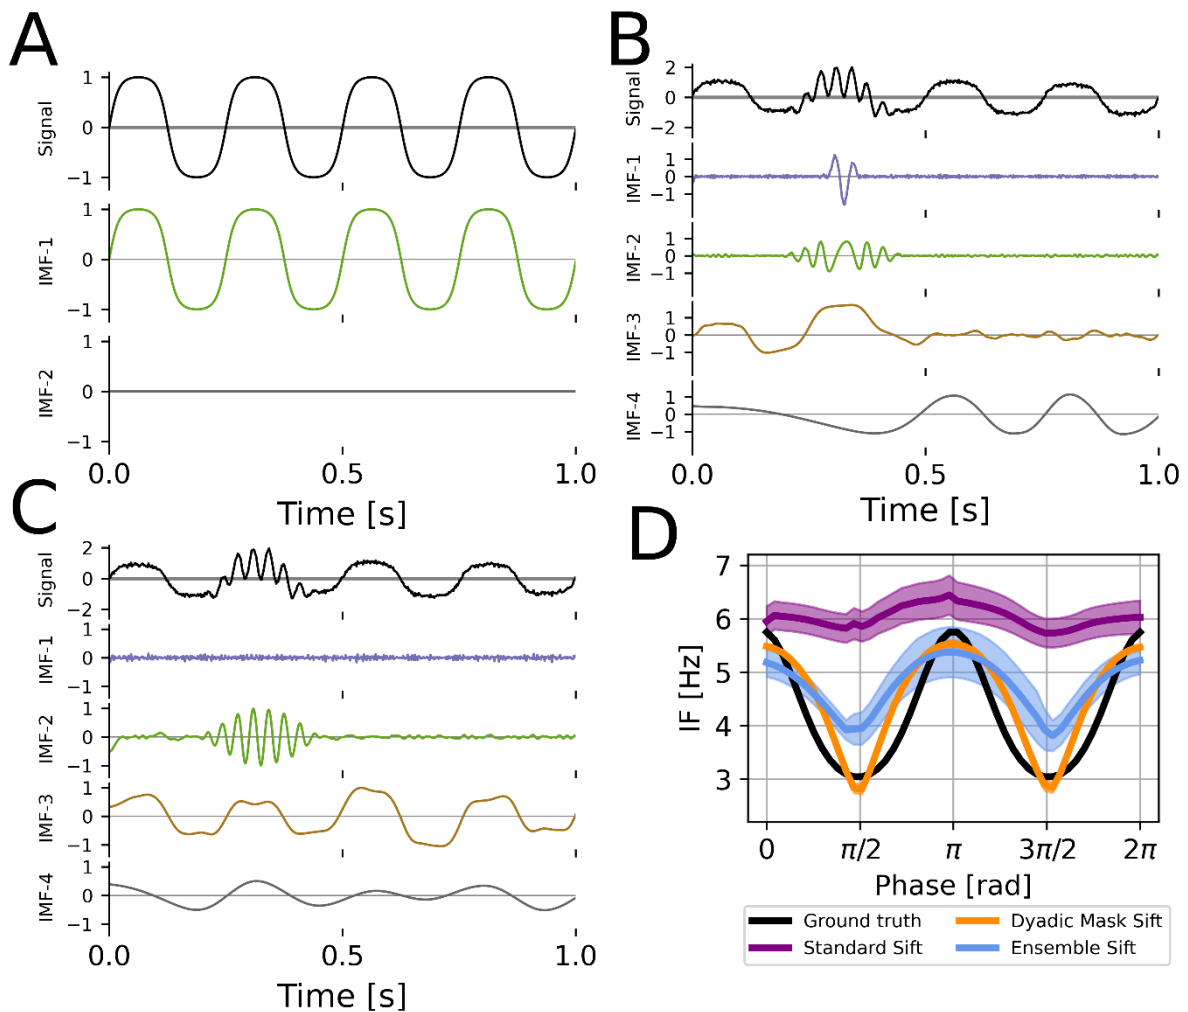 A
Signal
1
0
−1
IMF-1
1
0
−1
IMF-2
1
0
−1
0.0 0.5 1.0
Time [s]
B
Signal
2
0
−2
IMF-1
1
0
−1
IMF-2
1
0
−1
IMF-3
1
0
−1
IMF-4
1
0
−1
0.0 0.5 1.0
Time [s]
C
Signal
2
0
−2
IMF-1
1
0
−1
IMF-2
1
0
−1
IMF-3
1
0
−1
IMF-4
1
0
−1
0.0 0.5 1.0
Time [s]
D
IF [Hz]
7
6
5
4
3
0 π/2 π 3π/2 2π
Phase [rad]
Ground truth
Standard Sift
Dyadic Mask Sift
Ensemble Sift